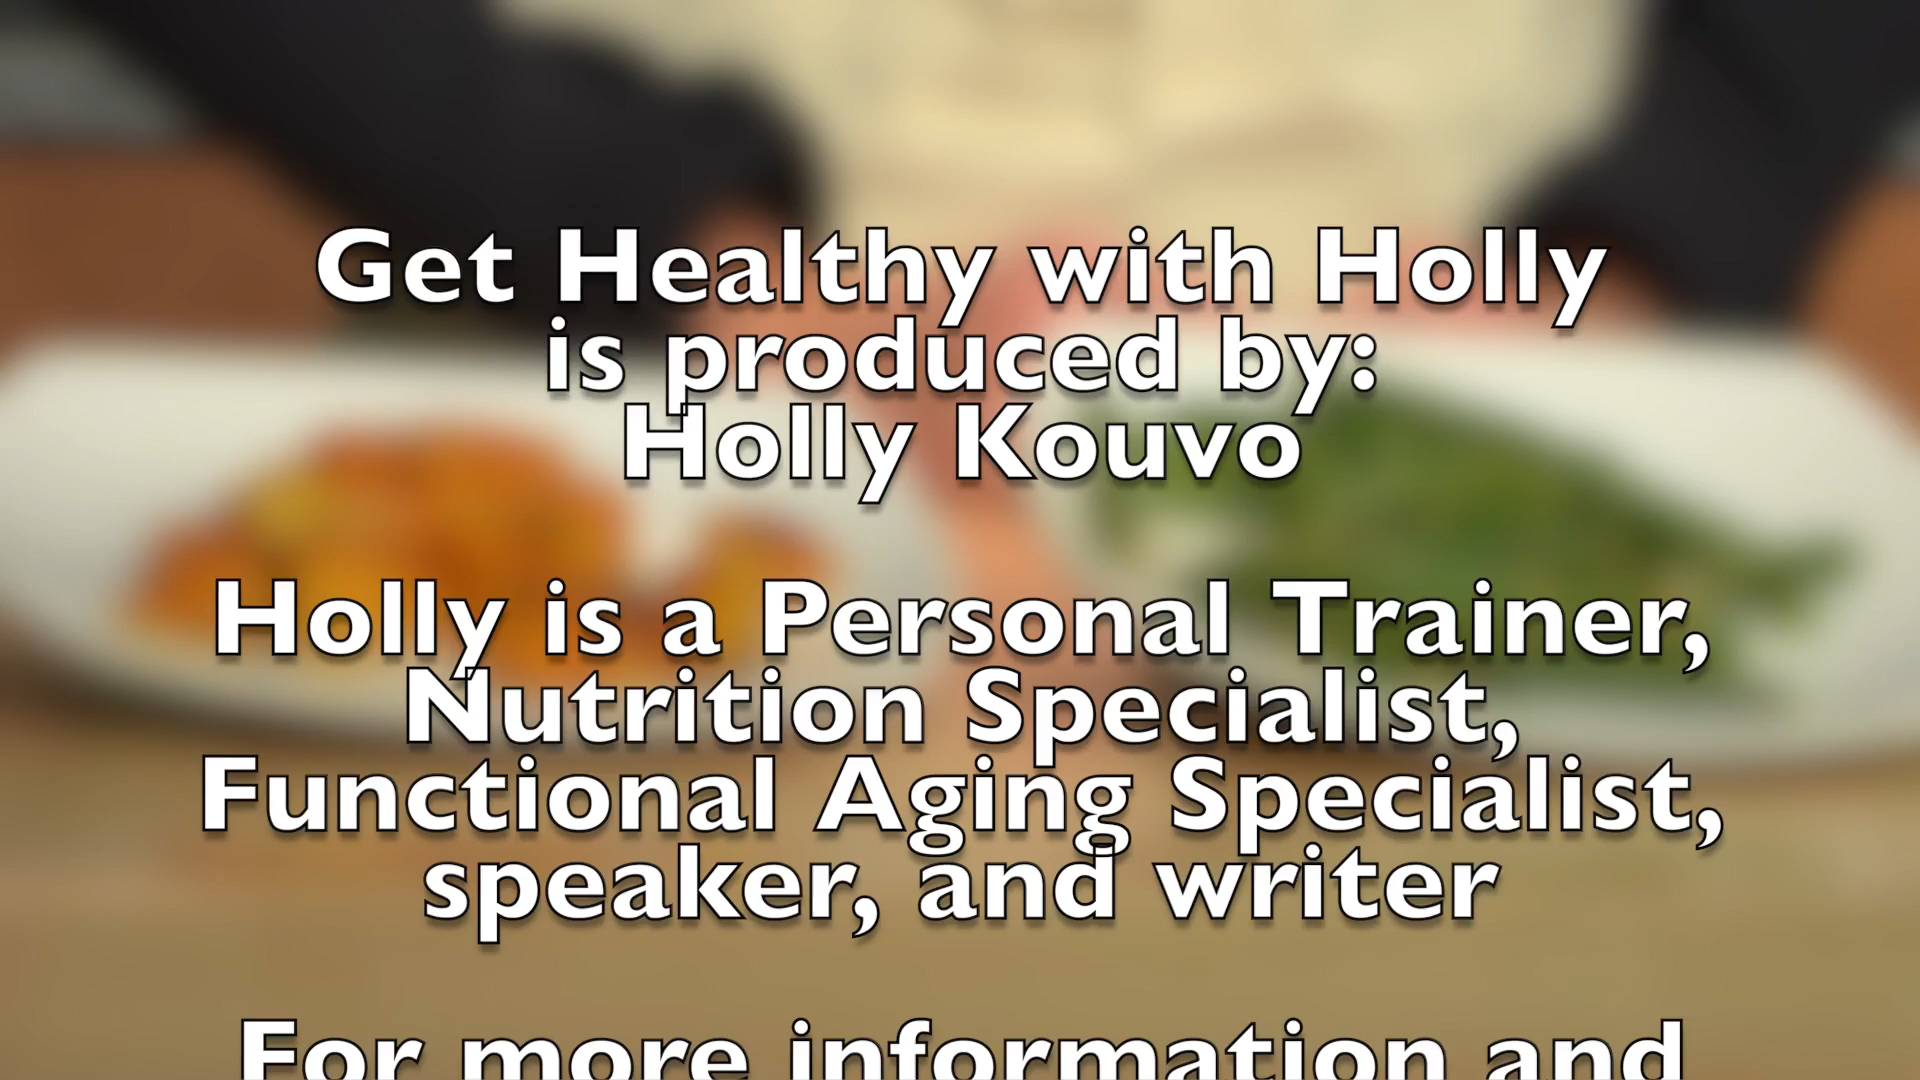 Get Healthy with Holly
is produced by:
Holly Kouvo
Holly is a Personal Trainer,
Nutrition Specialist,
Functional Aging Specialist,
speaker, and writer
For more information and